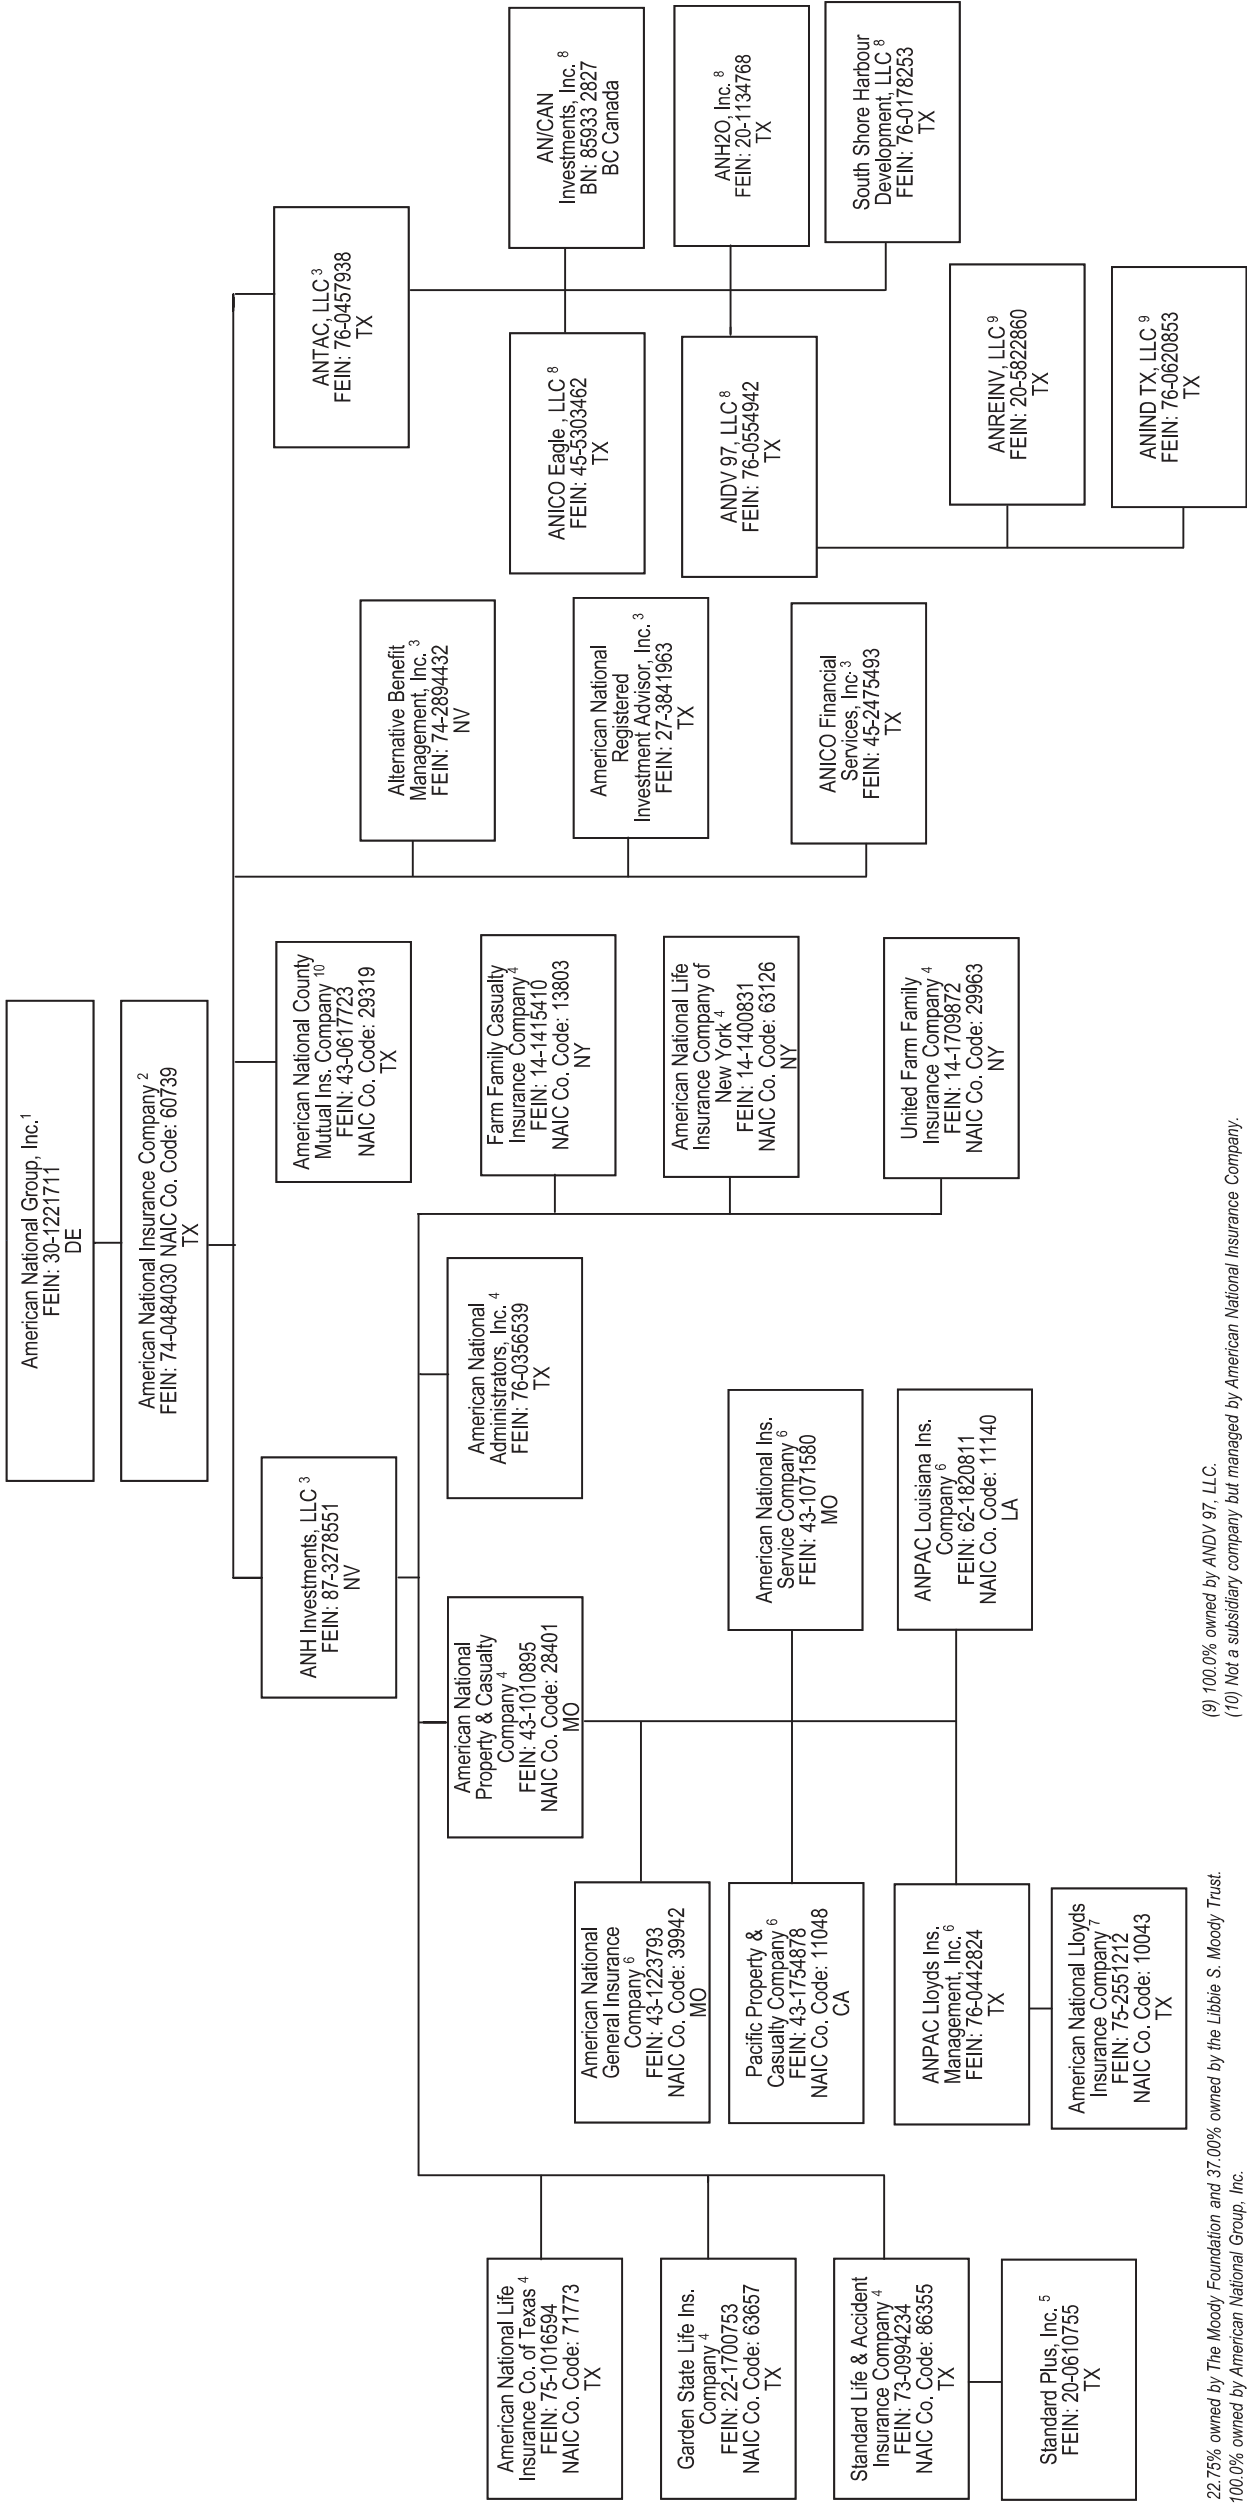 American National Group, Inc.1
FEIN: 30-1221711
DE
American National Insurance Company 2
FEIN: 74-0484030 NAIC Co. Code: 60739
TX
ANH Investments, LLC 3
FEIN: 87-3278551
NV
American National County
Mutual Ins. Company 10
FEIN: 43-0617723
NAIC Co. Code: 29319
TX
ANTAC, LLC 3
FEIN: 76-0457938
TX
American National
Property & Casualty
Company 4
FEIN: 43-1010895
NAIC Co. Code: 28401
MO
American National
Administrators, Inc. 4
FEIN: 76-0356539
TX
American National Life
Insurance Co. of Texas 4
FEIN: 75-1016594
NAIC Co. Code: 71773
TX
Garden State Life Ins.
Company 4
FEIN: 22-1700753
NAIC Co. Code: 63657
TX
Standard Life & Accident
Insurance Company 4
FEIN: 73-0994234
NAIC Co. Code: 86355
TX
Standard Plus, Inc. 5
FEIN: 20-0610755
TX
American National
General Insurance
Company 6
FEIN: 43-1223793
NAIC Co. Code: 39942
MO
Pacific Property &
Casualty Company 6
FEIN: 43-1754878
NAIC Co. Code: 11048
CA
ANPAC Lloyds Ins.
Management, Inc. 6
FEIN: 76-0442824
TX
American National Lloyds
Insurance Company 7
FEIN: 75-2551212
NAIC Co. Code: 10043
TX
American National Ins.
Service Company 6
FEIN: 43-1071580
MO
ANPAC Louisiana Ins.
Company 6
FEIN: 62-1820811
NAIC Co. Code: 11140
LA
Farm Family Casualty
Insurance Company 4
FEIN: 14-1415410
NAIC Co. Code: 13803
NY
American National Life
Insurance Company of
New York 4
FEIN: 14-1400831
NAIC Co. Code: 63126
NY
United Farm Family
Insurance Company 4
FEIN: 14-1709872
NAIC Co. Code: 29963
NY
Alternative Benefit
Management, Inc. 3
FEIN: 74-2894432
NV
American National
Registered
Investment Advisor, Inc. 3
FEIN: 27-3841963
TX
ANICO Financial
Services, Inc. 3
FEIN: 45-2475493
TX
ANICO Eagle , LLC 8
FEIN: 45-5303462
TX
AN/CAN
Investments, Inc. 8
BN: 85933 2827
BC Canada
ANDV 97, LLC 8
FEIN: 76-0554942
TX
ANH2O, Inc. 8
FEIN: 20-1134768
TX
South Shore Harbour
Development, LLC 8
FEIN: 76-0178253
TX
ANREINV, LLC 9
FEIN: 20-5822860
TX
ANIND TX, LLC 9
FEIN: 76-0620853
TX
22.75% owned by The Moody Foundation and 37.00% owned by the Libbie S. Moody Trust.
100.0% owned by American National Group, Inc.
(9) 100.0% owned by ANDV 97, LLC.
(10) Not a subsidiary company but managed by American National Insurance Company.